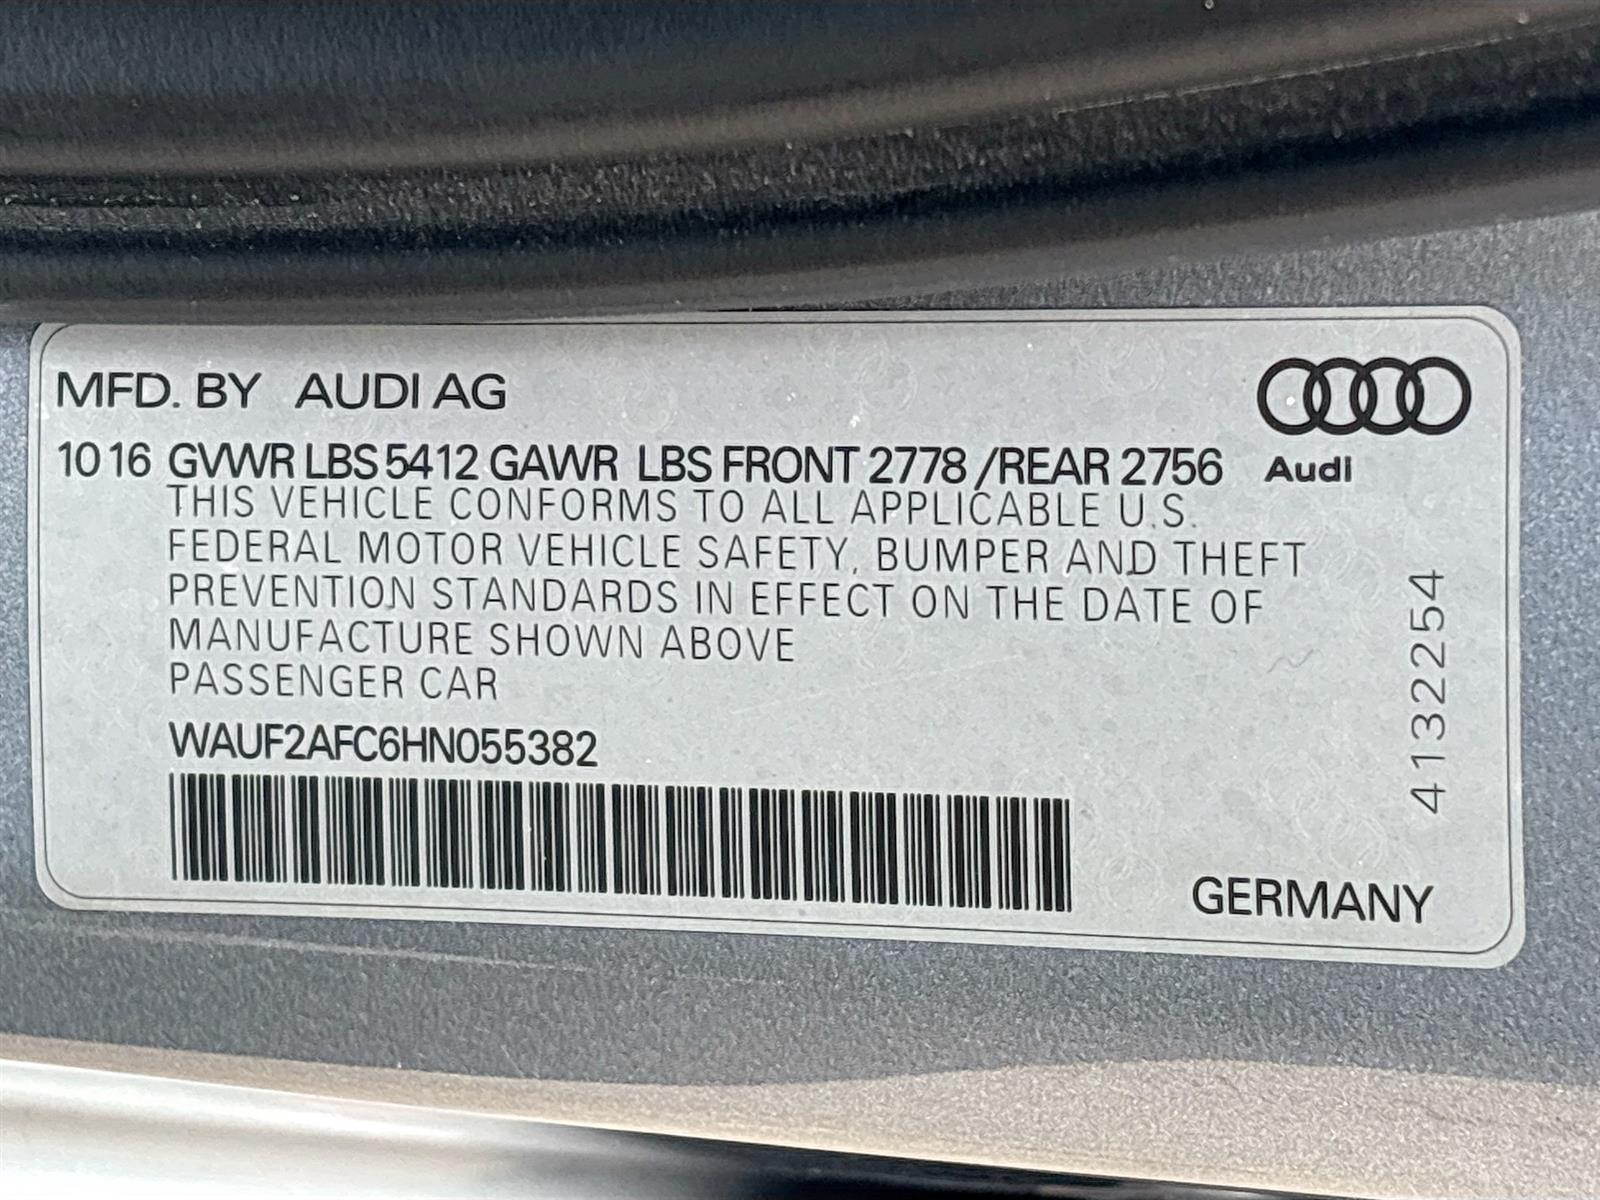 MFD. BY AUDI AG
10 16 GVWR LBS 5412 GAWR LBS FRONT 2778 /REAR 2756
Audi
THIS VEHICLE CONFORMS TO ALL APPLICABLE U.S.
FEDERAL MOTOR VEHICLE SAFETY, BUMPER AND THEFT
PREVENTION STANDARDS IN EFFECT ON THE DATE OF
MANUFACTURE SHOWN ABOVE
PASSENGER CAR
WAUF2AFC6HN055382
4132254
GERMANY